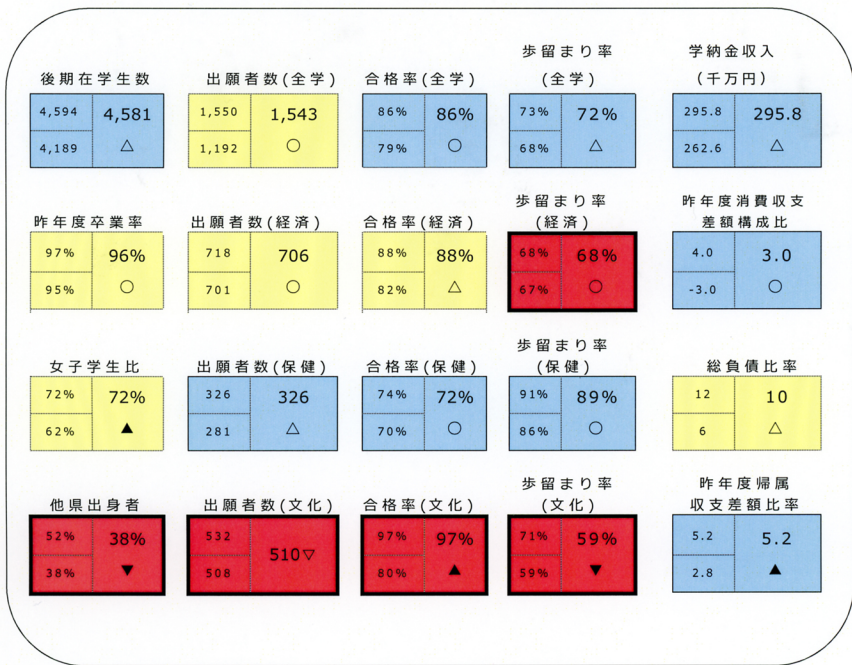 後期在学生数
4,594
4,581
4,189
△
出願者数(全学)
1,550
1,543
1,192
○
合格率(全学)
86%
86%
79%
○
歩留まり率
(全学)
73%
72%
68%
△
学納金収入
(千万円)
295.8
295.8
262.6
△
昨年度卒業率
97%
96%
95%
○
出願者数(経済)
718
706
701
○
合格率(経済)
88%
88%
82%
△
歩留まり率
(経済)
68%
68%
67%
○
昨年度消費収支
差額構成比
4.0
3.0
-3.0
○
女子学生比
72%
72%
62%
▲
出願者数(保健)
326
326
281
△
合格率(保健)
74%
72%
70%
○
歩留まり率
(保健)
91%
89%
86%
○
総負債比率
12
10
6
△
他県出身者
52%
38%
38%
▼
出願者数(文化)
532
510▽
508
合格率(文化)
97%
97%
80%
▲
歩留まり率
(文化)
71%
59%
59%
▼
昨年度帰属
収支差額比率
5.2
5.2
2.8
▲